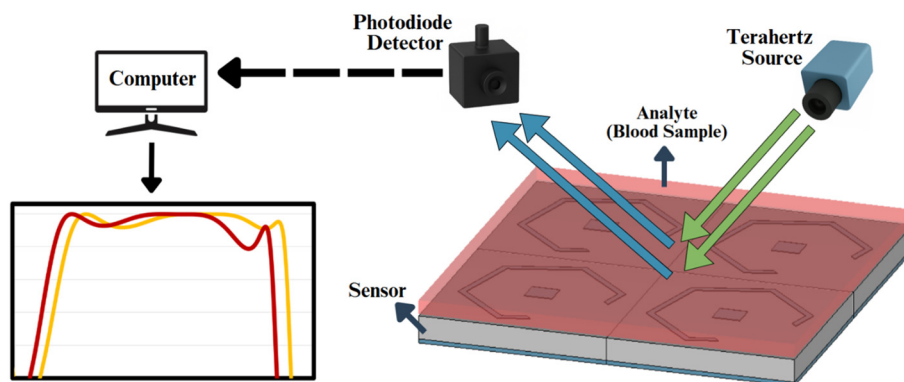 Photodiode
Detector
Terahertz
Source
Computer
Analyte
(Blood Sample)
Sensor